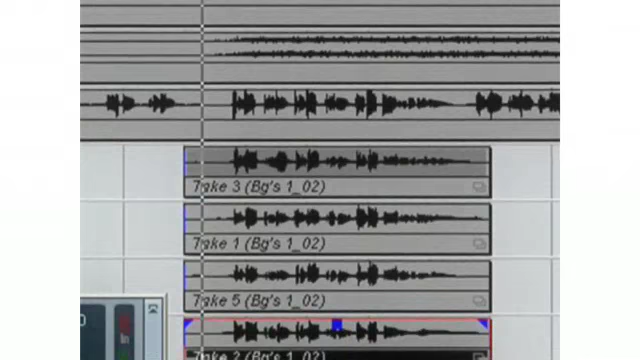 Take 3 (Bg's 1_02)
Take 1 (Bg's 1_02)
Take 5 (Bg's 1_02)
Take 2 (Bg's 1_02)